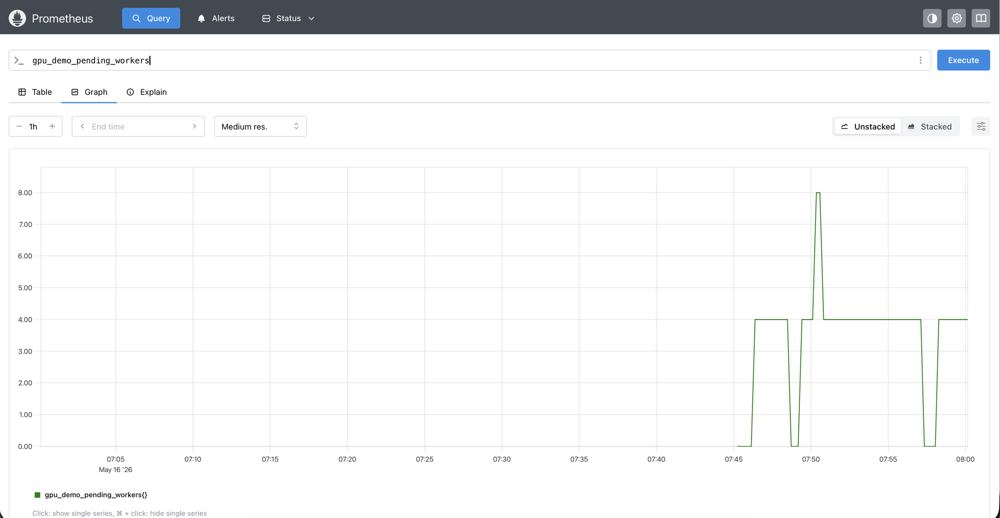 Prometheus Query Alerts Status
gpu_demo_pending_workers Execute
Table Graph Explain
1h End time Medium res. Unstacked Stacked
8.00
7.00
6.00
5.00
4.00
3.00
2.00
1.00
0.00
07:05 07:10 07:15 07:20 07:25 07:30 07:35 07:40 07:45 07:50 07:55 08:00
May 16 '26
gpu_demo_pending_workers{}
Click: show single series, ⌘ + click: hide single series